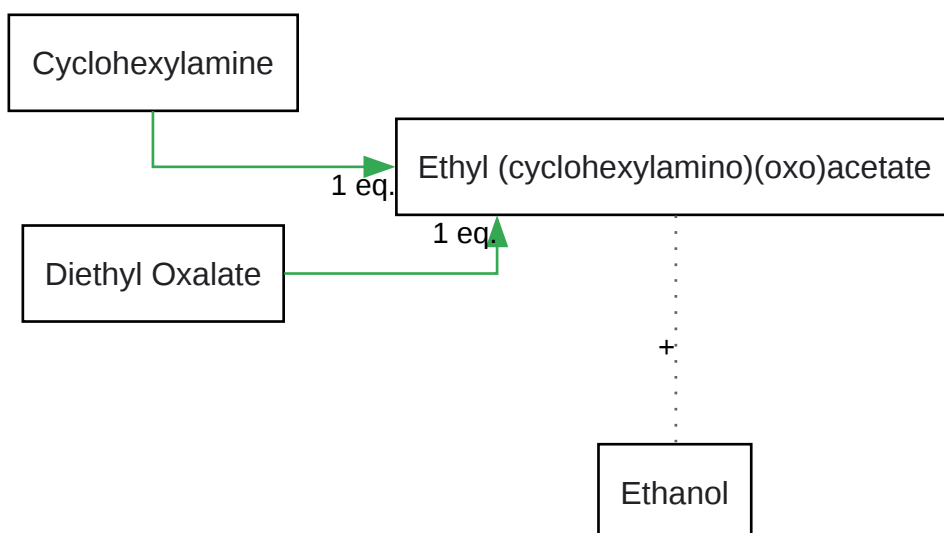 Cyclohexylamine
Ethyl (cyclohexylamino)(oxo)acetate
1 eq.
1 eq.
Diethyl Oxalate
+
Ethanol